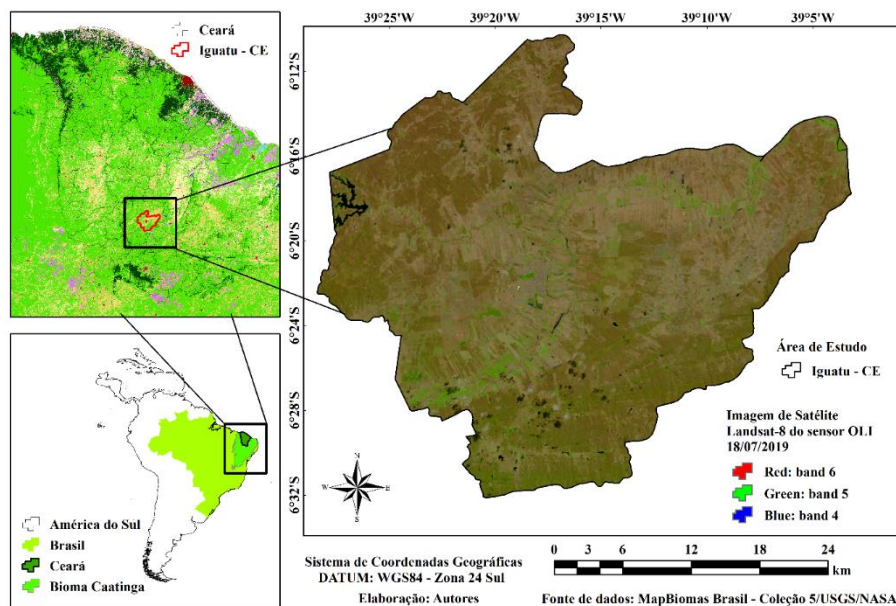 Ceará
Iguatu - CE
39°25'W
39°20'W
39°15'W
39°10'W
39°5'W
6°12'S
6°16'S
6°20'S
6°24'S
6°28'S
6°32'S
Área de Estudo
Iguatu - CE
Imagem de Satélite
Landsat-8 do sensor OLI
18/07/2019
Red: band 6
Green: band 5
Blue: band 4
América do Sul
Brasil
Ceará
Bioma Caatinga
N
W
E
S
Sistema de Coordenadas Geográficas
DATUM: WGS84 - Zona 24 Sul
Elaboração: Autores
0 3 6 12 18 24
km
Fonte de dados: MapBiomas Brasil - Coleção 5/USGS/NASA